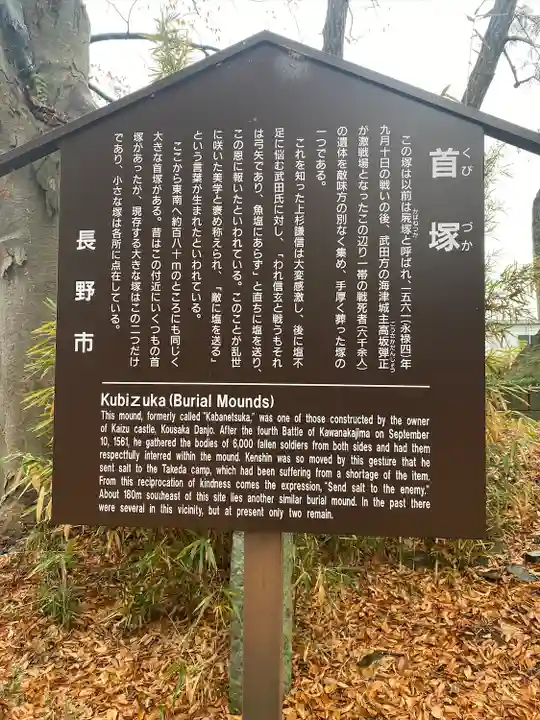 首塚
くび づか
この塚は以前は屍塚と呼ばれ、一五六一(永禄四)年
九月十日の戦いの後、武田方の海津城主高坂弾正
が激戦場となったこの辺り一帯の戦死者(六千余人)
の遺体を敵味方の別なく集め、手厚く葬った塚の
一つである。
これを知った上杉謙信は大変感激し、後に塩不
足に悩む武田氏に対し、「われ信玄と戦うもそれ
は弓矢であり、魚塩にあらず」と直ちに塩を送り、
この恩に報いたといわれている。このことが乱世
に咲いた美学と褒め称えられ、「敵に塩を送る」
という言葉が生まれたといわれている。
ここから東南へ約百八十mのところにも同じく
大きな首塚がある。昔はこの付近にいくつもの首
塚があったが、現存する大きな塚はこの二つだけ
であり、小さな塚は各所に点在している。
長野市
Kubizuka (Burial Mounds)
This mound, formerly called "Kabanetsuka," was one of those constructed by the owner
of Kaizu castle, Kousaka Danjo. After the fourth Battle of Kawanakajima on September
10, 1561, he gathered the bodies of 6,000 fallen soldiers from both sides and had them
respectfully interred within the mound. Kenshin was so moved by this gesture that he
sent salt to the Takeda camp, which had been suffering from a shortage of the item.
From this reciprocation of kindness comes the expression, "Send salt to the enemy."
About 180m southeast of this site lies another similar burial mound. In the past there
were several in this vicinity, but at present only two remain.